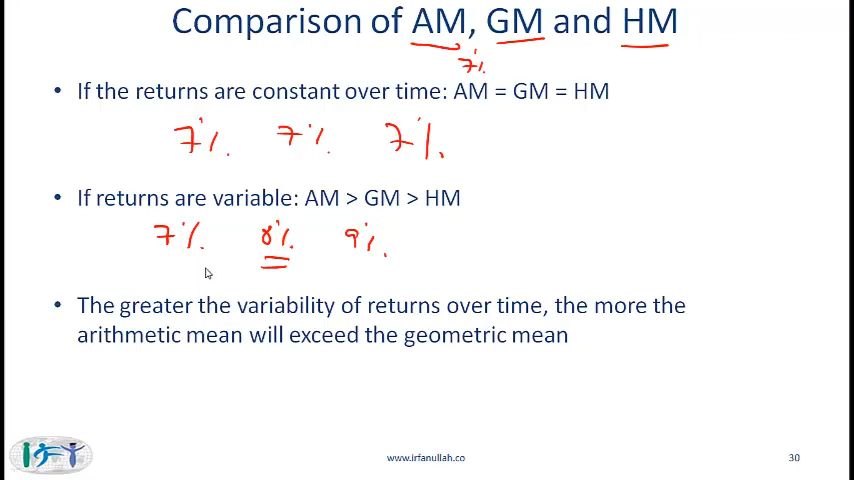 Comparison of AM, GM and HM
7%
• If the returns are constant over time: AM = GM = HM
7% 7% 7%
• If returns are variable: AM > GM > HM
7% 8% 9%
• The greater the variability of returns over time, the more the
arithmetic mean will exceed the geometric mean
IFT
www.irfanullah.co
30